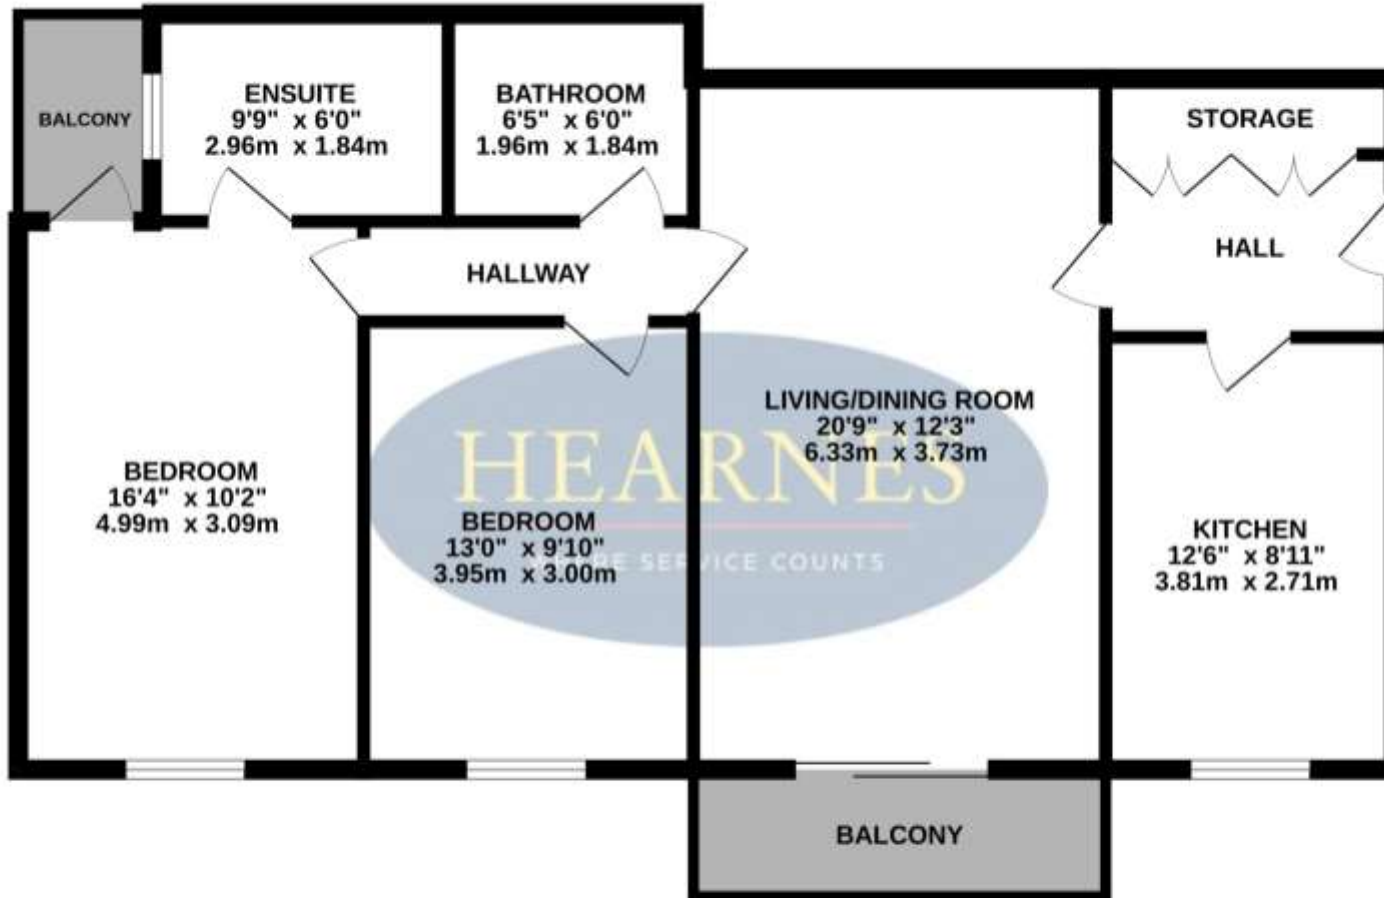 BALCONY
ENSUITE
9'9" x 6'0"
2.96m x 1.84m
BATHROOM
6'5" x 6'0"
1.96m x 1.84m
STORAGE
HALL
HALLWAY
LIVING/DINING ROOM
20'9" x 12'3"
6.33m x 3.73m
HEARNES
BEDROOM
16'4" x 10'2"
4.99m x 3.09m
BEDROOM
13'0" x 9'10"
3.95m x 3.00m
SERVICE COUNTS
KITCHEN
12'6" x 8'11"
3.81m x 2.71m
BALCONY